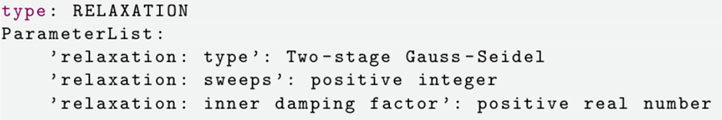 type: RELAXATION
ParameterList:
    'relaxation: type': Two-stage Gauss-Seidel
    'relaxation: sweeps': positive integer
    'relaxation: inner damping factor': positive real number